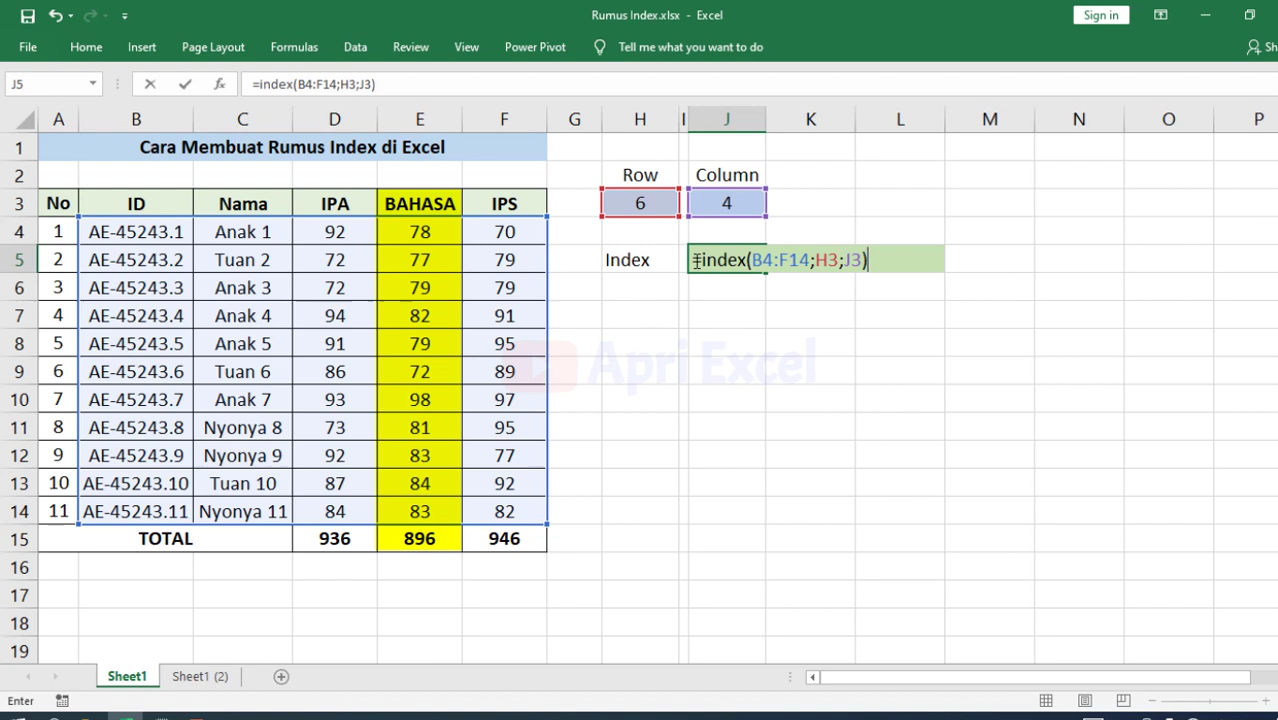 Rumus Index.xlsx - Excel
Sign in
File Home Insert Page Layout Formulas Data Review View Power Pivot Tell me what you want to do Sh
J5 fx =index(B4:F14;H3;J3)
A B C D E F G H I J K L M N O P
1 Cara Membuat Rumus Index di Excel
2 Row Column
3 No ID Nama IPA BAHASA IPS 6 4
4 1 AE-45243.1 Anak 1 92 78 70
5 2 AE-45243.2 Tuan 2 72 77 79 Index =index(B4:F14;H3;J3)
6 3 AE-45243.3 Anak 3 72 79 79
7 4 AE-45243.4 Anak 4 94 82 91
8 5 AE-45243.5 Anak 5 91 79 95
Apri Excel
9 6 AE-45243.6 Tuan 6 86 72 89
10 7 AE-45243.7 Anak 7 93 98 97
11 8 AE-45243.8 Nyonya 8 73 81 95
12 9 AE-45243.9 Nyonya 9 92 83 77
13 10 AE-45243.10 Tuan 10 87 84 92
14 11 AE-45243.11 Nyonya 11 84 83 82
15 TOTAL 936 896 946
16
17
18
19
Sheet1 Sheet1 (2)
Enter